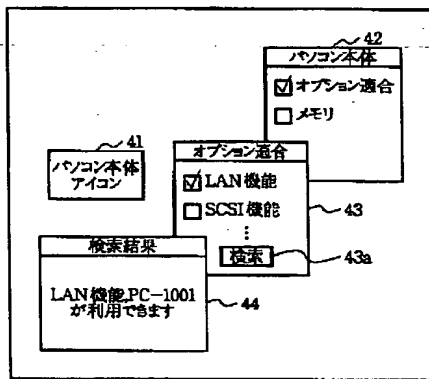 42
パソコン本体
オプション適合
メモリ
41
パソコン本体
アイコン
オプション適合
LAN機能
SCSI機能
⋮
検索
43
43a
検索結果
LAN機能,PC-1001
が利用できます
44